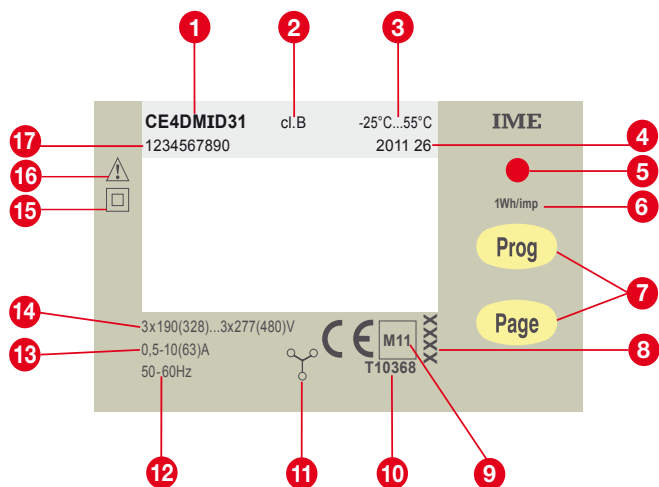 1
2
3
CE4DMID31 cl.B -25°C...55°C IME
17
1234567890 2011 26
4
16
5
15
1Wh/imp
6
Prog
7
14
3x190(328)...3x277(480)V
Page
13
0,5-10(63)A
CE M11 XXXX
8
50-60Hz
T10368
12
11
10
9